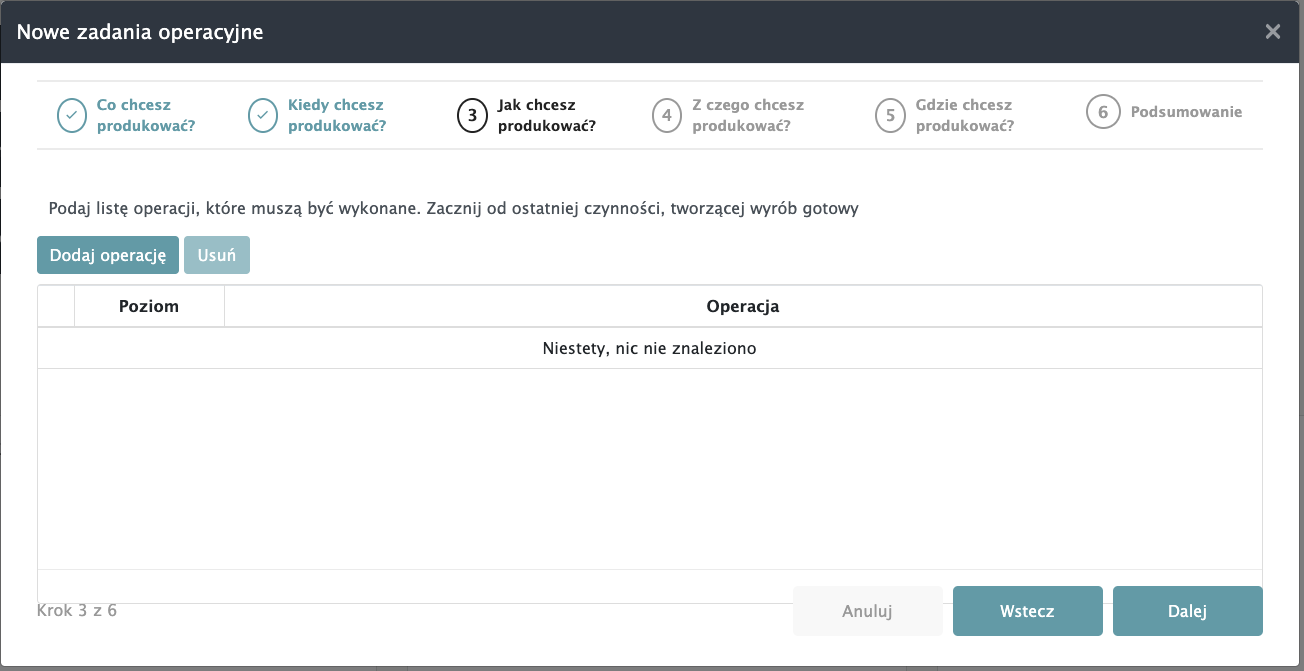 Nowe zadania operacyjne
Co chcesz
produkować?
Kiedy chcesz
produkować?
3
Jak chcesz
produkować?
4
Z czego chcesz
produkować?
5
Gdzie chcesz
produkować?
6
Podsumowanie
Podaj listę operacji, które muszą być wykonane. Zacznij od ostatniej czynności, tworzącej wyrób gotowy
Dodaj operację
Usuń
Poziom
Operacja
Niestety, nic nie znaleziono
Krok 3 z 6
Anuluj
Wstecz
Dalej